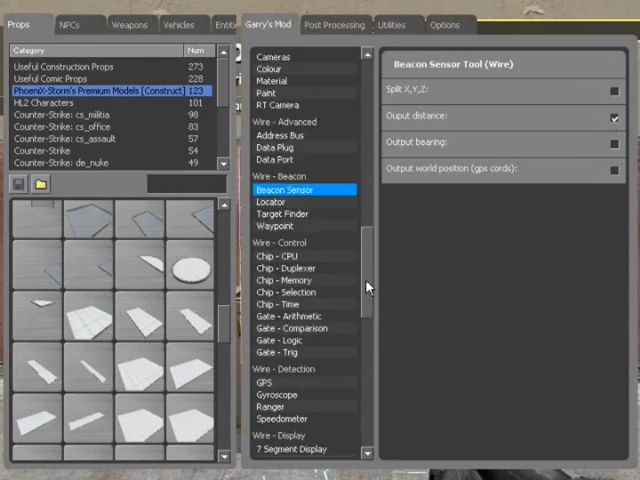 Props NPCs Weapons Vehicles Entiti
Garry's Mod Post Processing Utilities Options
Category Num
Useful Construction Props 273
Useful Comic Props 228
PhoeniX-Storm's Premium Models [Construct] 123
HL2 Characters 101
Counter-Strike: cs_militia 98
Counter-Strike: cs_office 83
Counter-Strike: cs_assault 57
Counter-Strike 54
Counter-Strike: de_nuke 49
Cameras
Colour
Material
Paint
RT Camera
Wire - Advanced
Address Bus
Data Plug
Data Port
Wire - Beacon
Beacon Sensor
Locator
Target Finder
Waypoint
Wire - Control
Chip - CPU
Chip - Duplexer
Chip - Memory
Chip - Selection
Chip - Time
Gate - Arithmetic
Gate - Comparison
Gate - Logic
Gate - Trig
Wire - Detection
GPS
Gyroscope
Ranger
Speedometer
Wire - Display
7 Segment Display
Beacon Sensor Tool (Wire)
Split X,Y,Z:
Ouput distance:
Output bearing:
Output world position (gps cords):